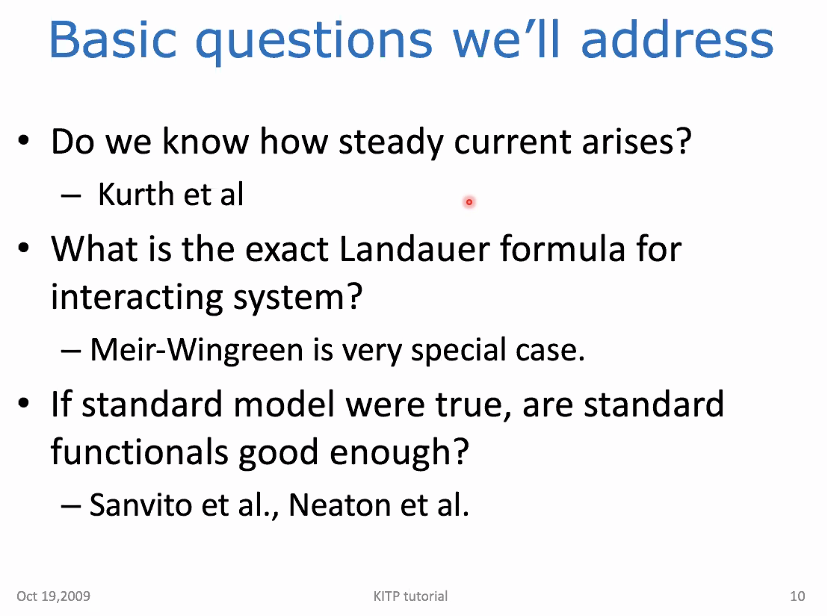 Basic questions we'll address
• Do we know how steady current arises?
– Kurth et al
• What is the exact Landauer formula for
interacting system?
– Meir-Wingreen is very special case.
• If standard model were true, are standard
functionals good enough?
– Sanvito et al., Neaton et al.
Oct 19,2009 KITP tutorial 10